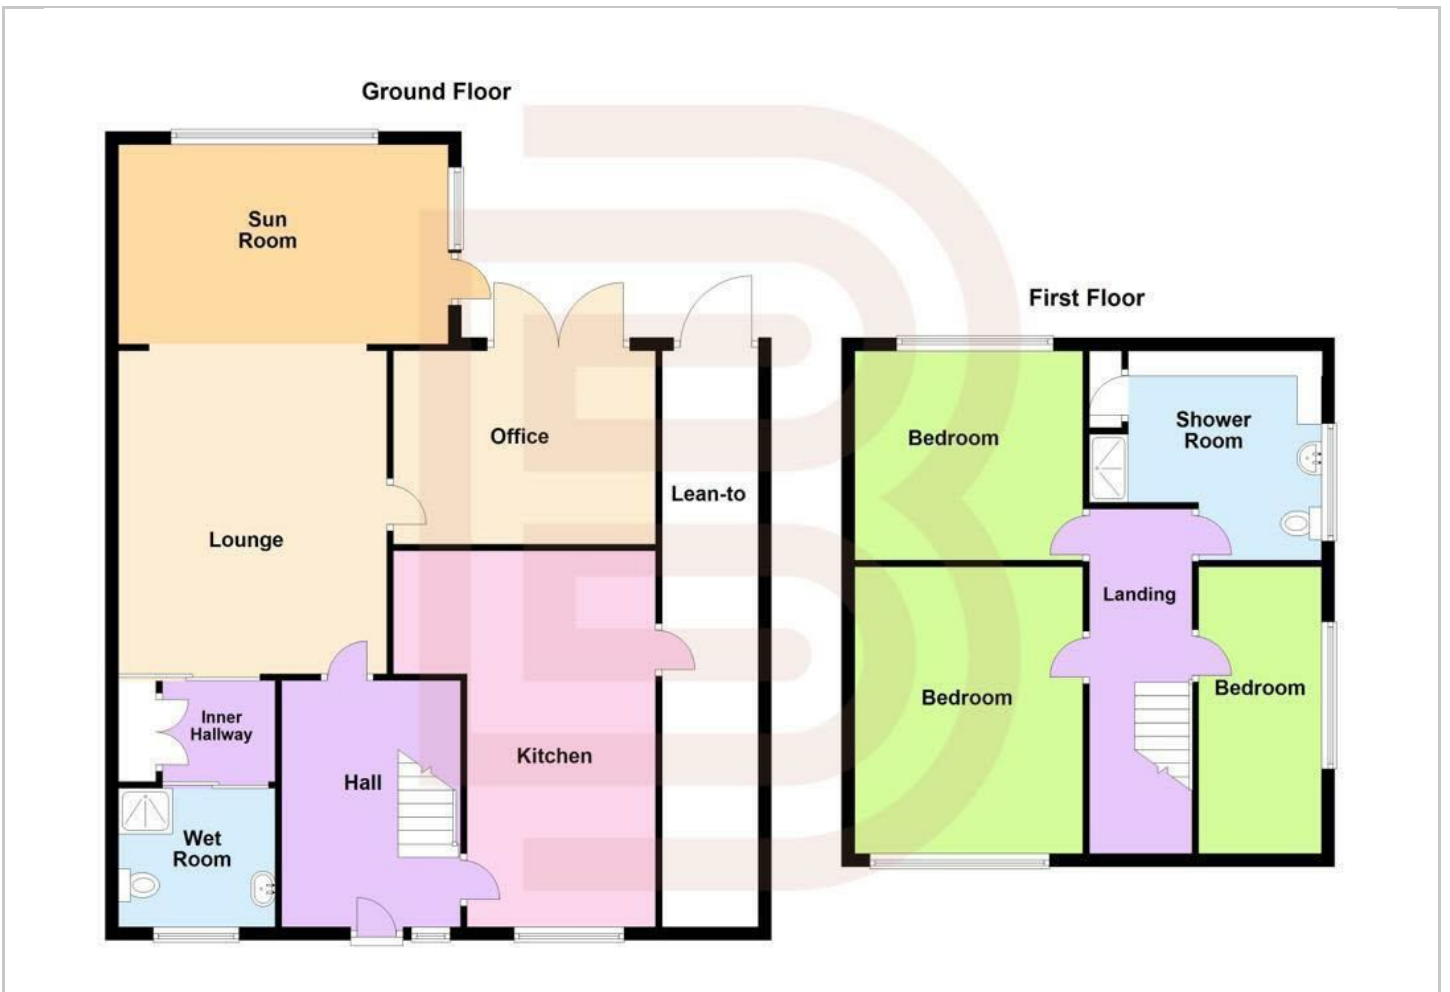 Ground Floor
Sun
Room
Office
Lean-to
Lounge
Inner
Hallway
Hall
Kitchen
Wet
Room
First Floor
Bedroom
Shower
Room
Landing
Bedroom
Bedroom